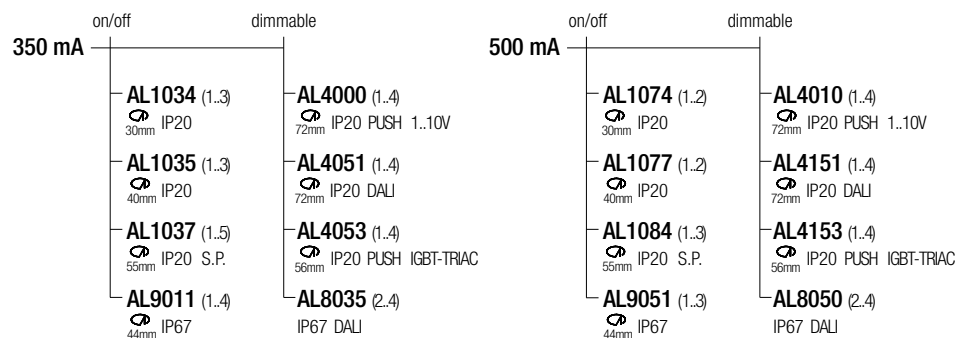 on/off dimmable
350 mA
AL1034 (1..3)
30mm IP20
AL1035 (1..3)
40mm IP20
AL1037 (1..5)
55mm IP20 S.P.
AL9011 (1..4)
44mm IP67
AL4000 (1..4)
72mm IP20 PUSH 1..10V
AL4051 (1..4)
72mm IP20 DALI
AL4053 (1..4)
56mm IP20 PUSH IGBT-TRIAC
AL8035 (2..4)
IP67 DALI
on/off dimmable
500 mA
AL1074 (1..2)
30mm IP20
AL1077 (1..2)
40mm IP20
AL1084 (1..3)
55mm IP20 S.P.
AL9051 (1..3)
44mm IP67
AL4010 (1..4)
72mm IP20 PUSH 1..10V
AL4151 (1..4)
72mm IP20 DALI
AL4153 (1..4)
56mm IP20 PUSH IGBT-TRIAC
AL8050 (2..4)
IP67 DALI